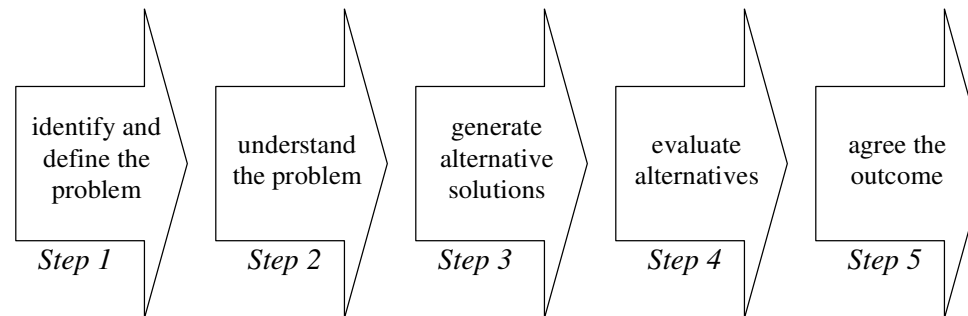 identify and
define the
problem
Step 1
understand
the problem
Step 2
generate
alternative
solutions
Step 3
evaluate
alternatives
Step 4
agree the
outcome
Step 5